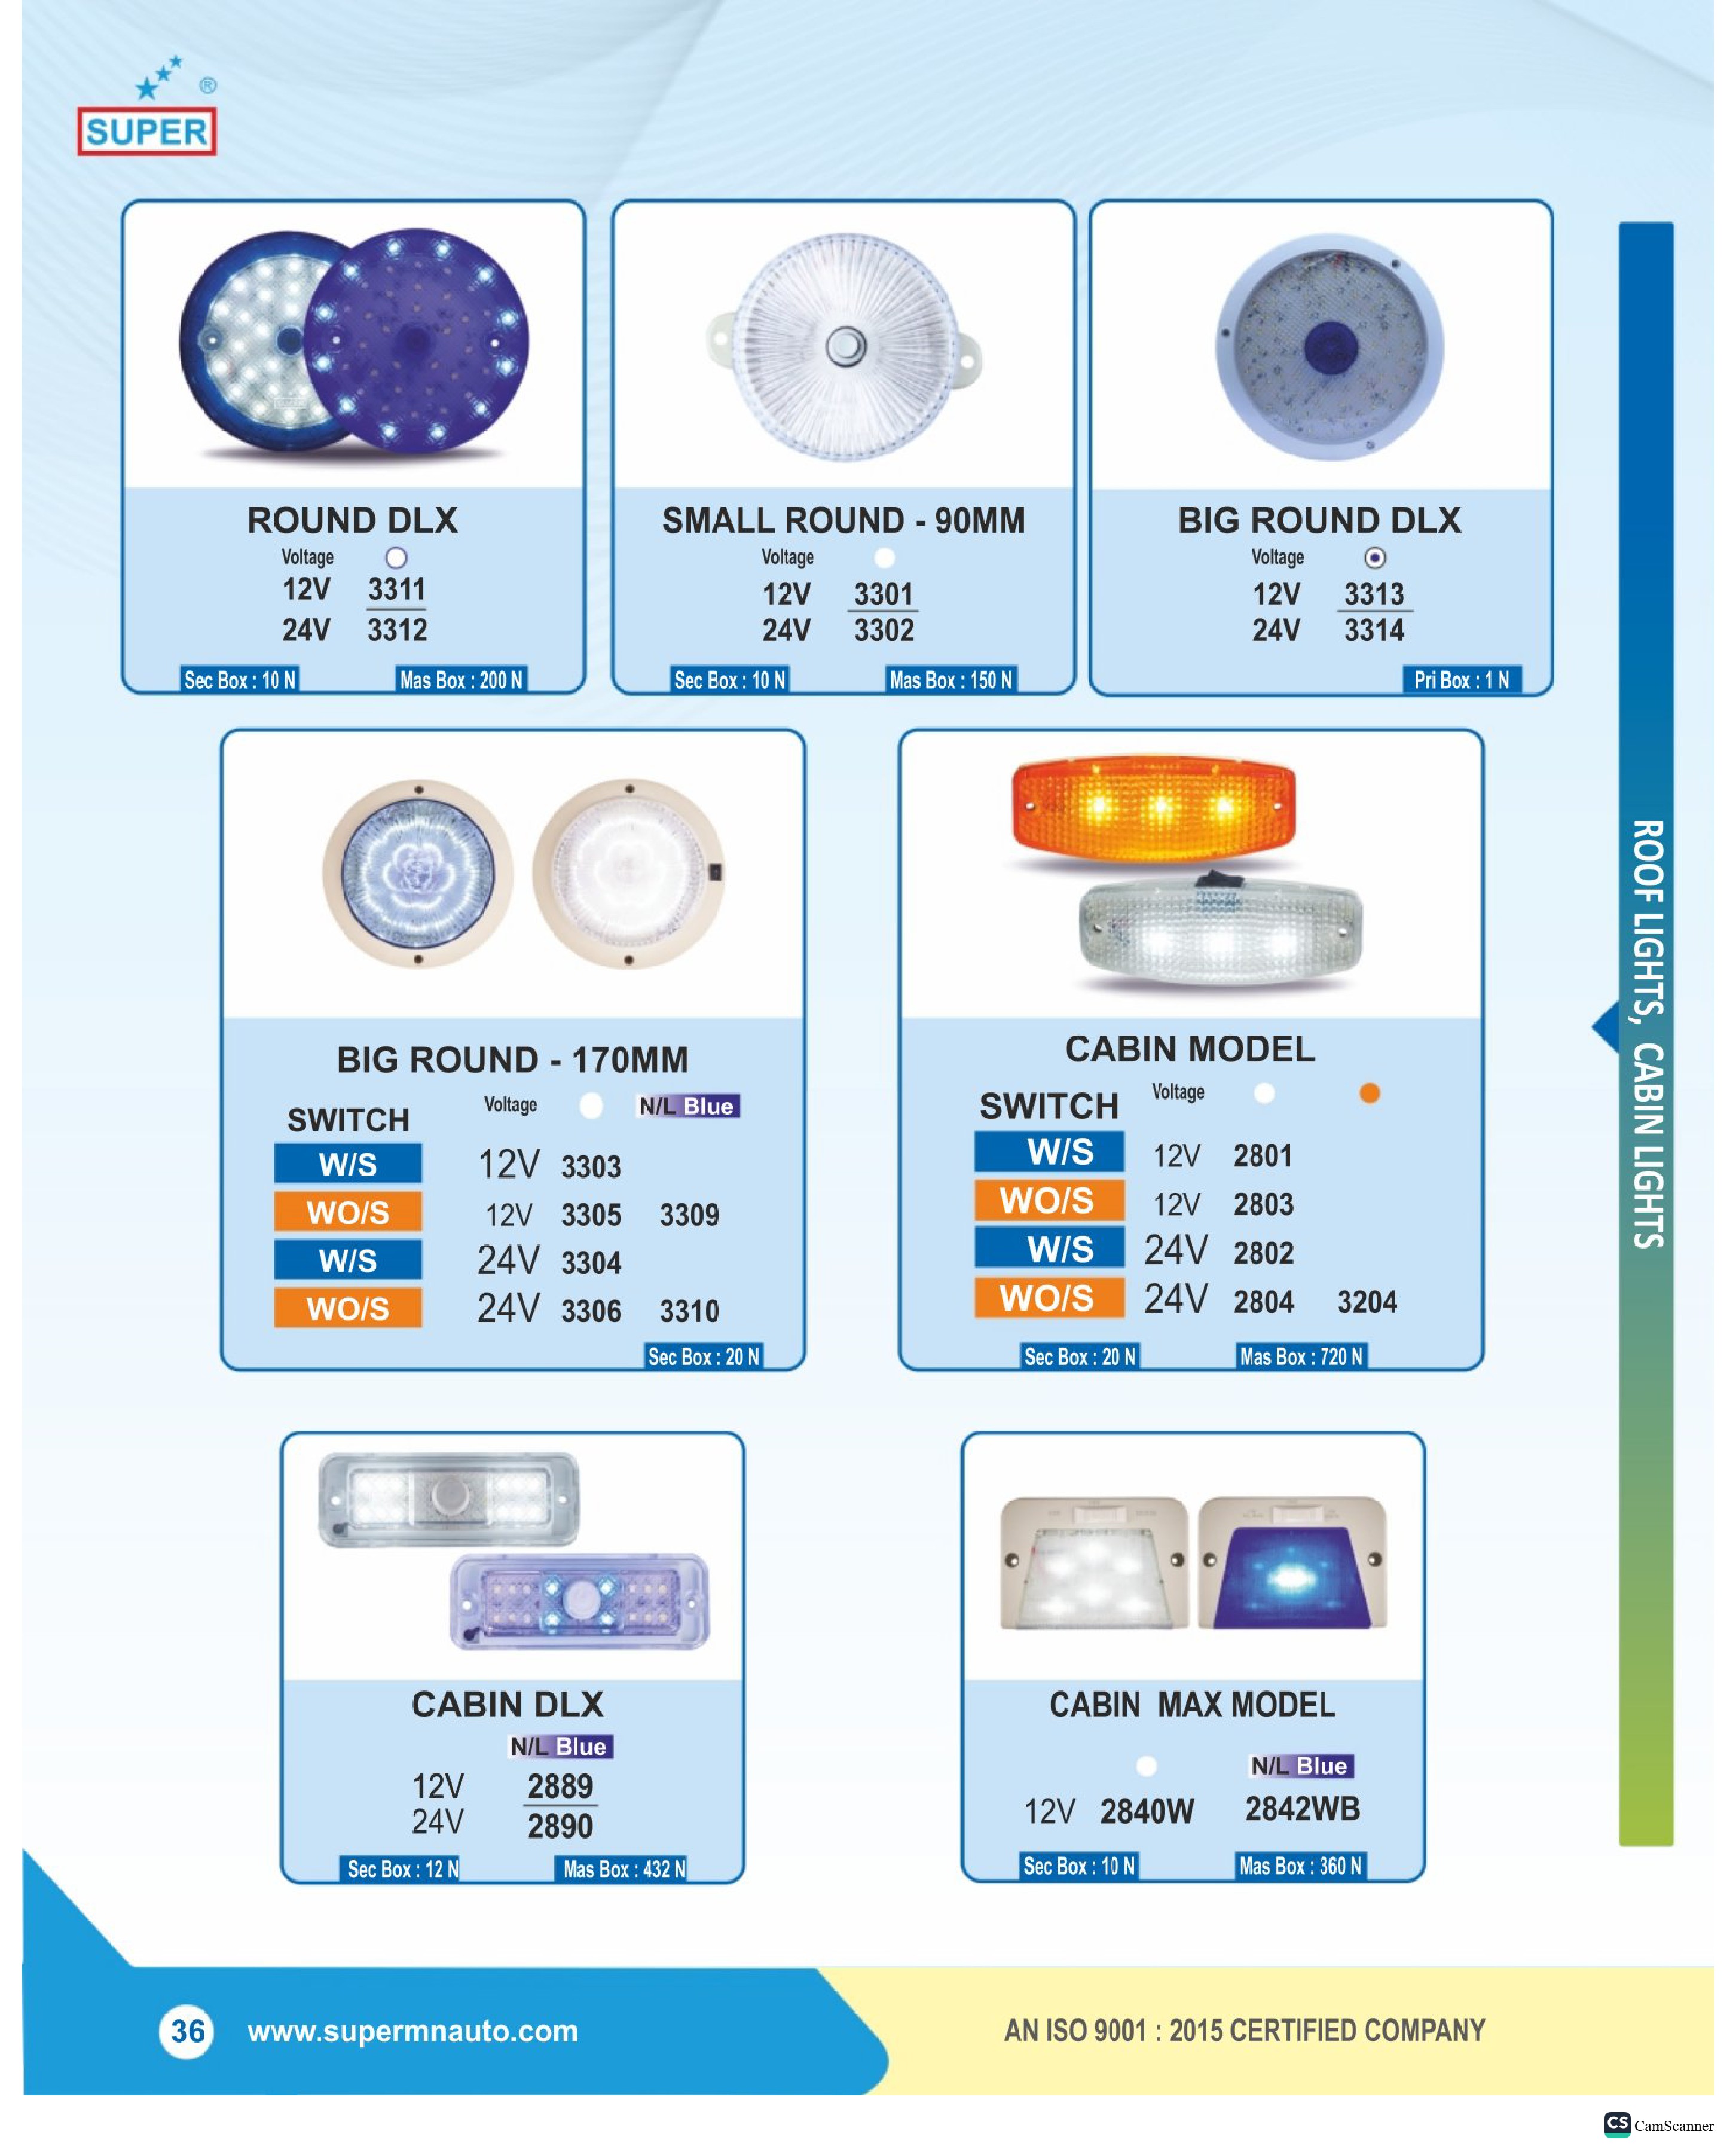 SUPER ®
ROUND DLX
Voltage
12V 3311
24V 3312
Sec Box : 10 N Mas Box : 200 N
SMALL ROUND - 90MM
Voltage
12V 3301
24V 3302
Sec Box : 10 N Mas Box : 150 N
BIG ROUND DLX
Voltage
12V 3313
24V 3314
Pri Box : 1 N
BIG ROUND - 170MM
SWITCH Voltage N/L Blue
W/S 12V 3303
WO/S 12V 3305 3309
W/S 24V 3304
WO/S 24V 3306 3310
Sec Box : 20 N
CABIN MODEL
SWITCH Voltage
W/S 12V 2801
WO/S 12V 2803
W/S 24V 2802
WO/S 24V 2804 3204
Sec Box : 20 N Mas Box : 720 N
CABIN DLX
N/L Blue
12V 2889
24V 2890
Sec Box : 12 N Mas Box : 432 N
CABIN MAX MODEL
N/L Blue
12V 2840W 2842WB
Sec Box : 10 N Mas Box : 360 N
ROOF LIGHTS, CABIN LIGHTS
36 www.supermnauto.com
AN ISO 9001 : 2015 CERTIFIED COMPANY
CS CamScanner